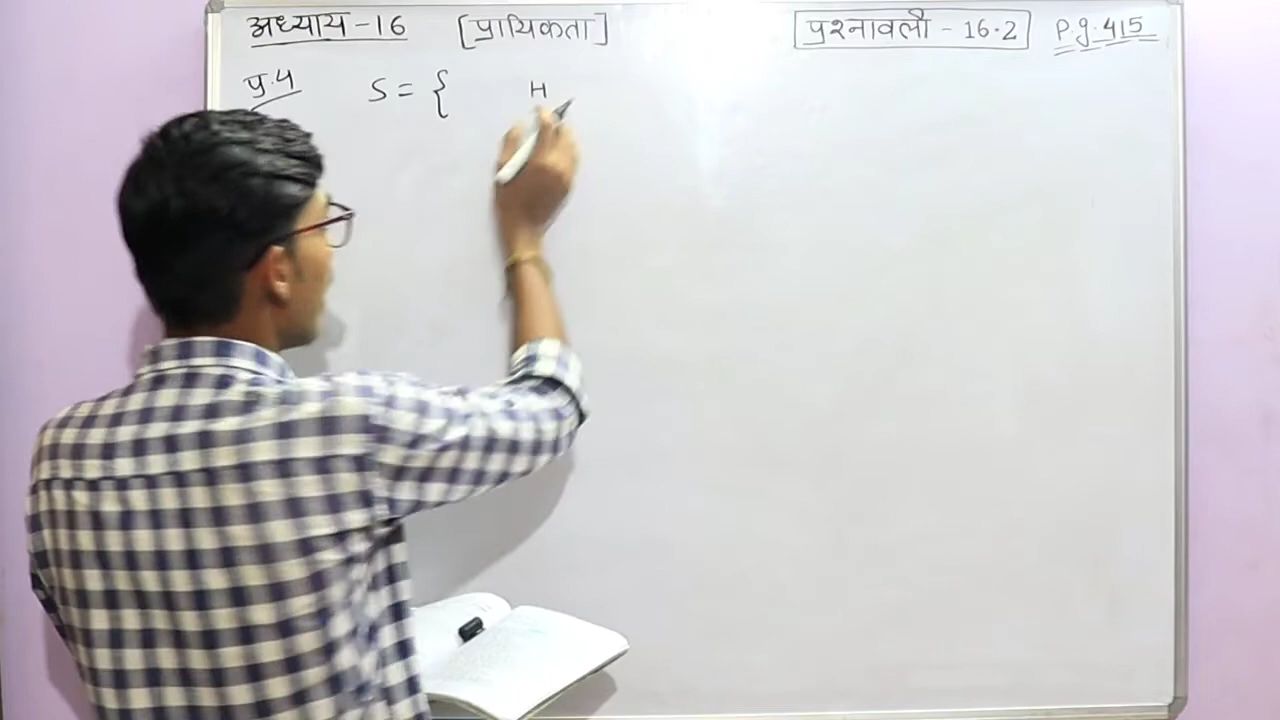 अध्याय -16 [प्रायिकता] प्रश्नावली - 16.2 P.g. 415
प्र.4 S = { H